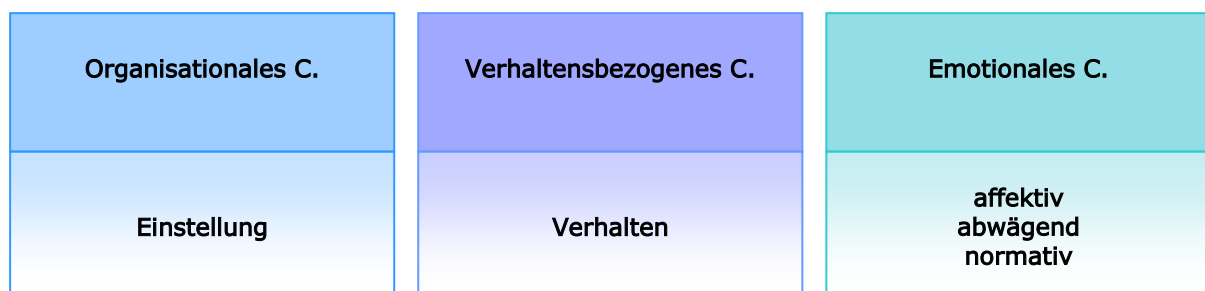 Organisationales C.
Einstellung
Verhaltensbezogenes C.
Verhalten
Emotionales C.
affektiv
abwägend
normativ